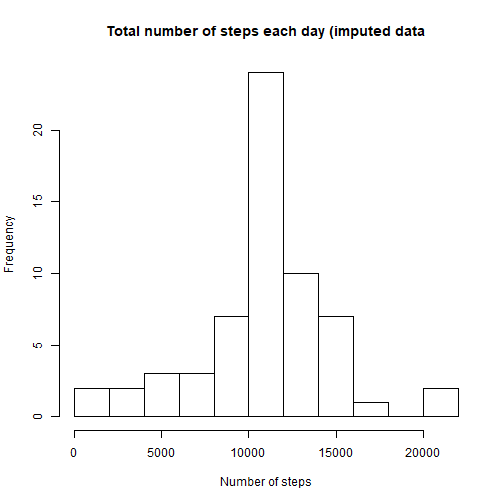 Total number of steps each day (imputed data
20
15
10
5
0
Frequency
0 5000 10000 15000 20000
Number of steps